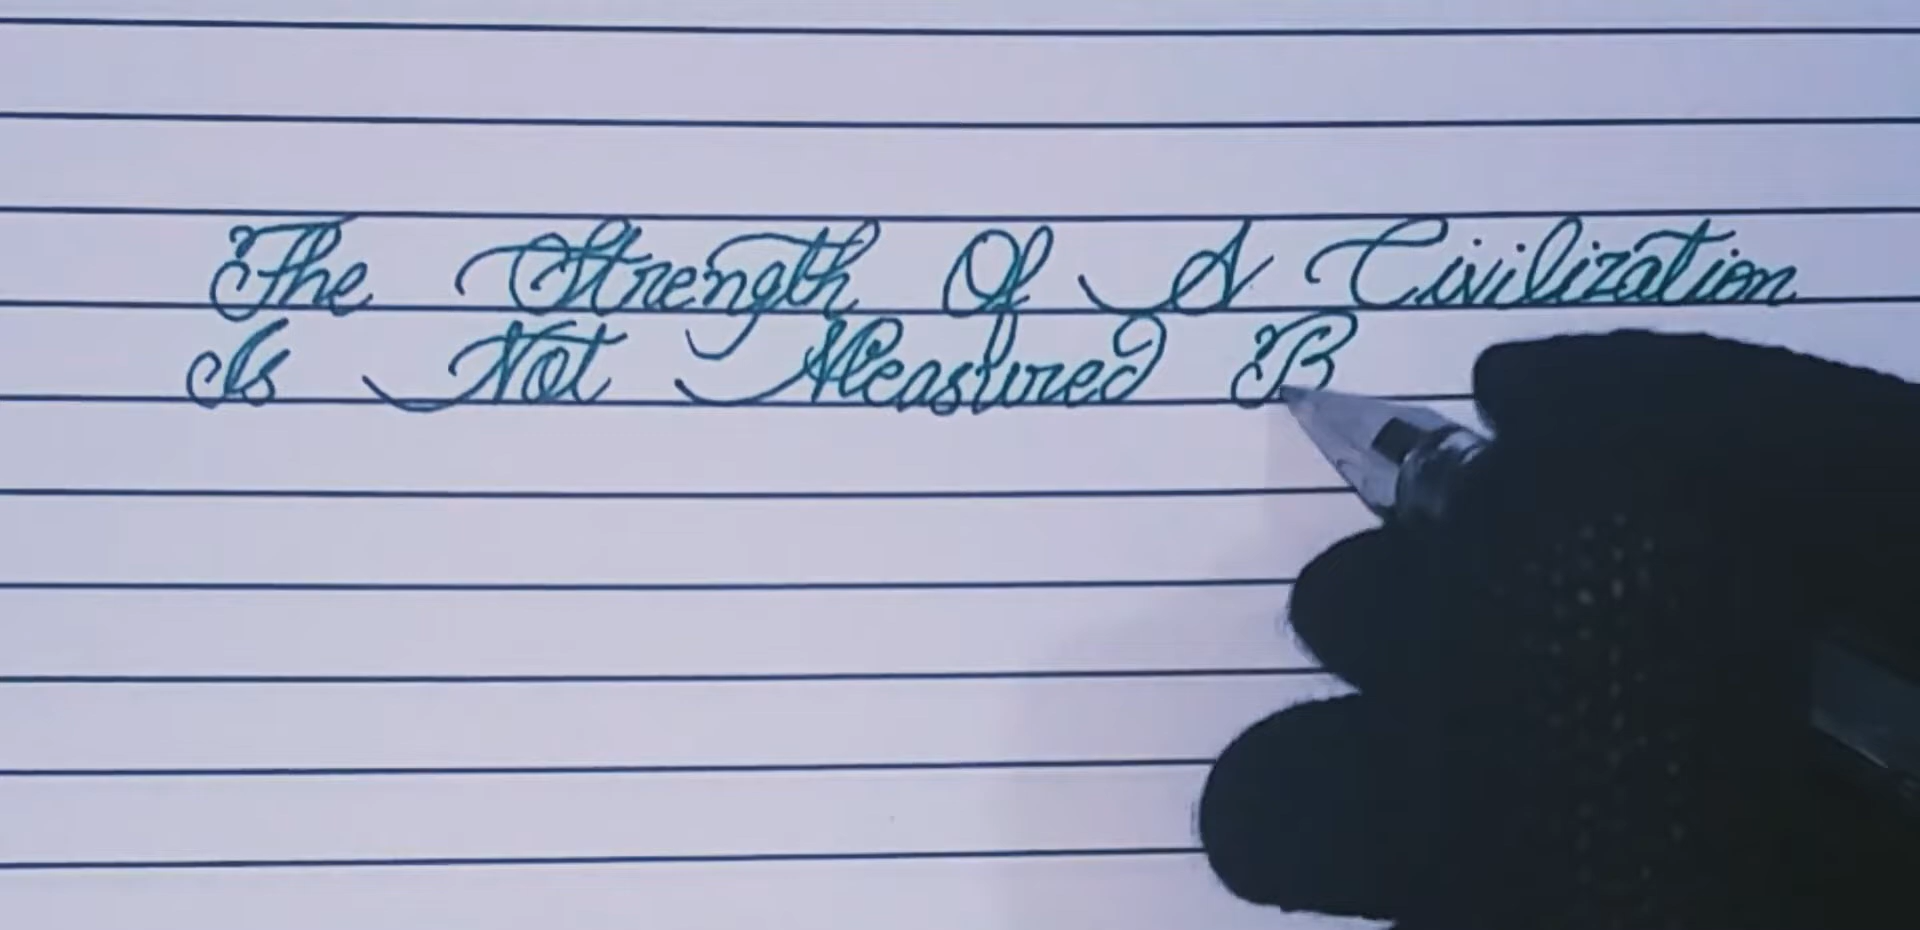 The Strength Of A Civilization
Is Not Measured B